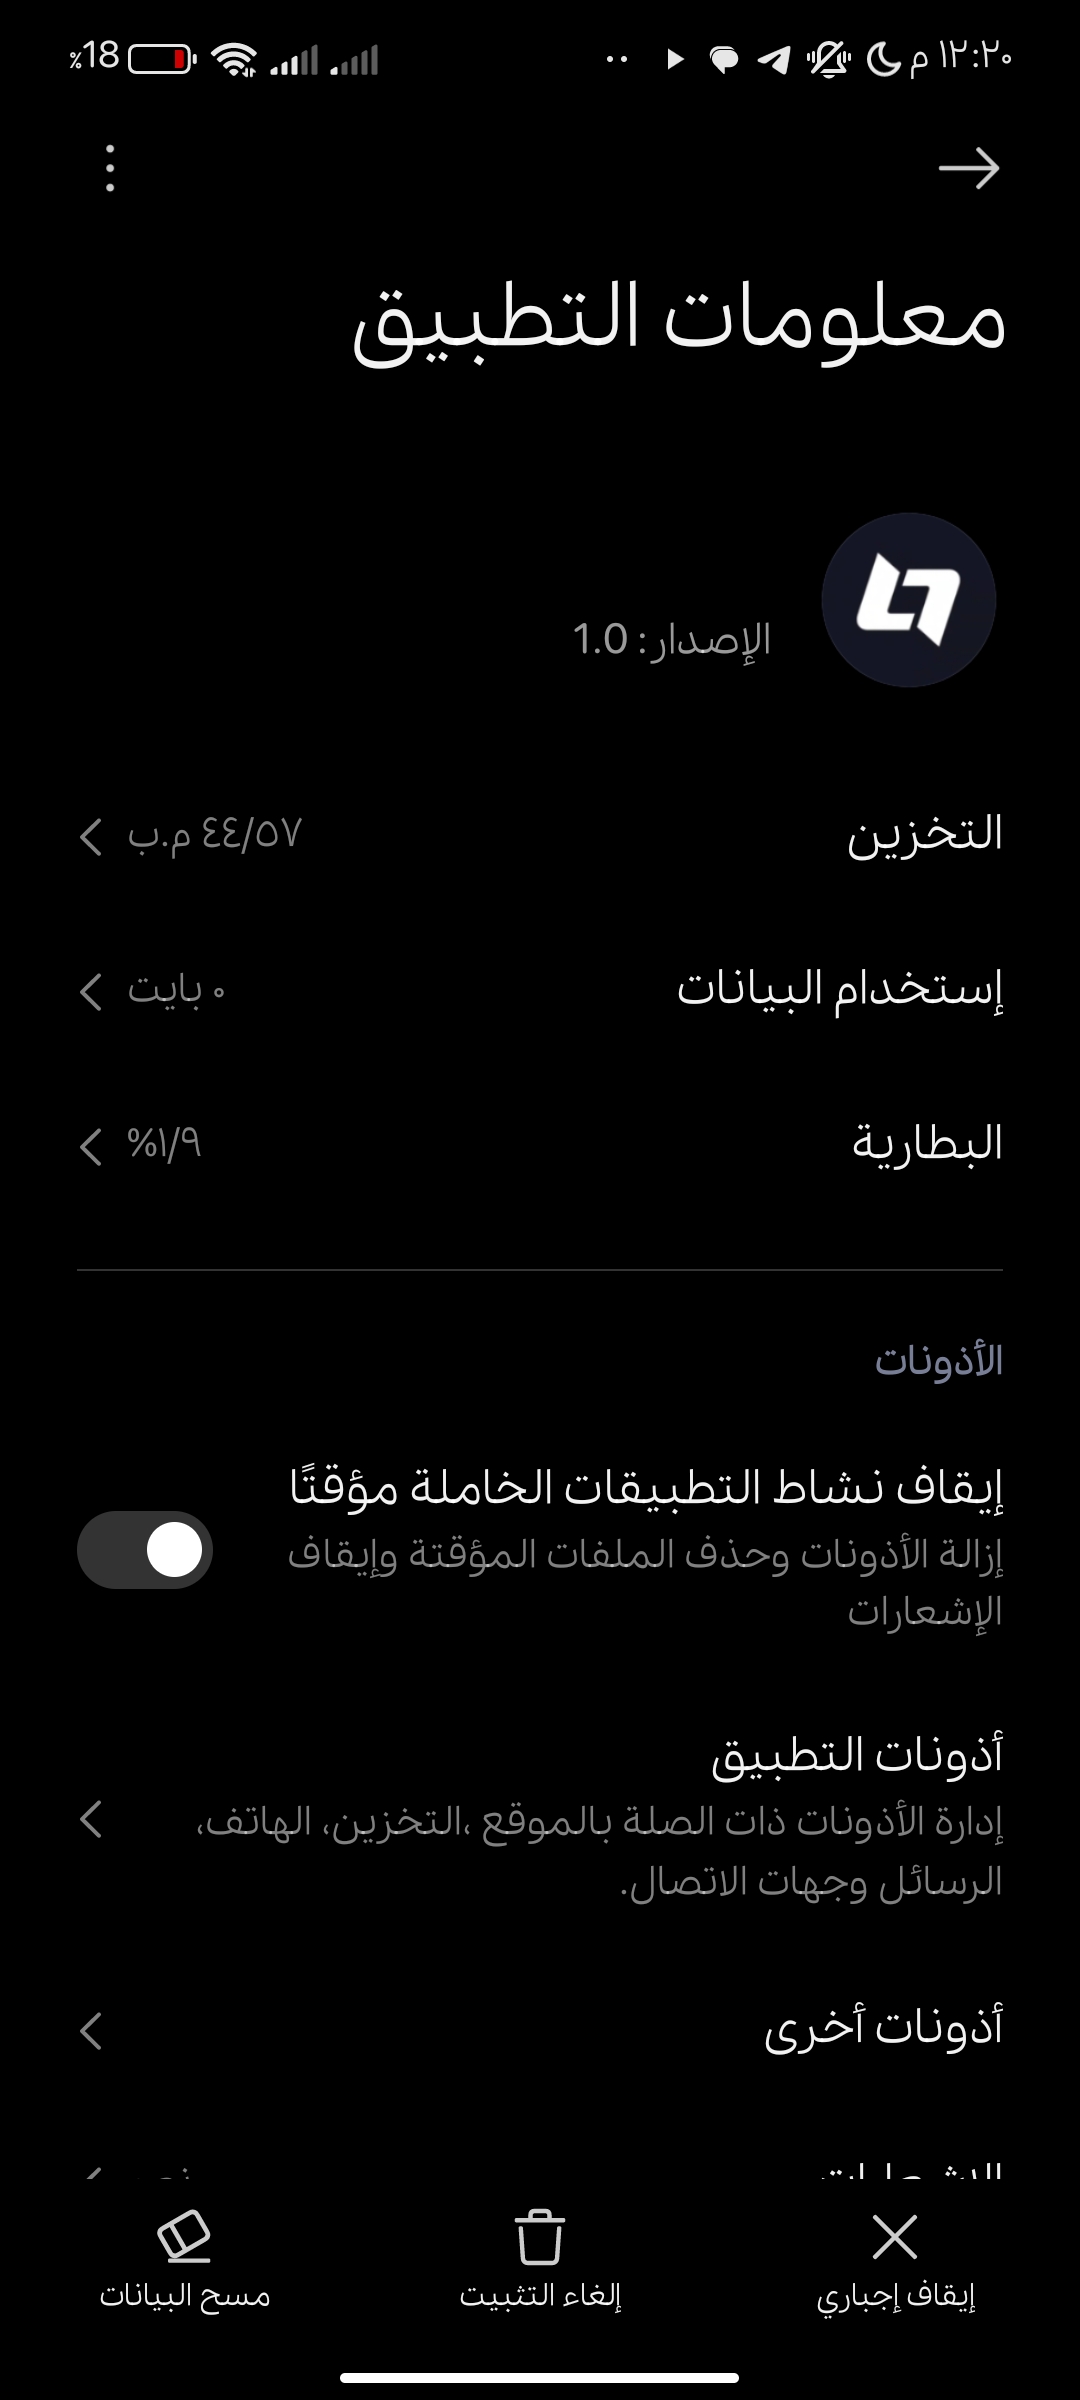 ١٢:٢٠ م
18%
معلومات التطبيق
الإصدار: 1.0
التخزين
٤٤/٥٧ م.ب
إستخدام البيانات
٠ بايت
البطارية
١/٩%
الأذونات
إيقاف نشاط التطبيقات الخاملة مؤقتًا
إزالة الأذونات وحذف الملفات المؤقتة وإيقاف
الإشعارات
أذونات التطبيق
إدارة الأذونات ذات الصلة بالموقع ،التخزين، الهاتف،
الرسائل وجهات الاتصال.
أذونات أخرى
إيقاف إجباري
إلغاء التثبيت
مسح البيانات